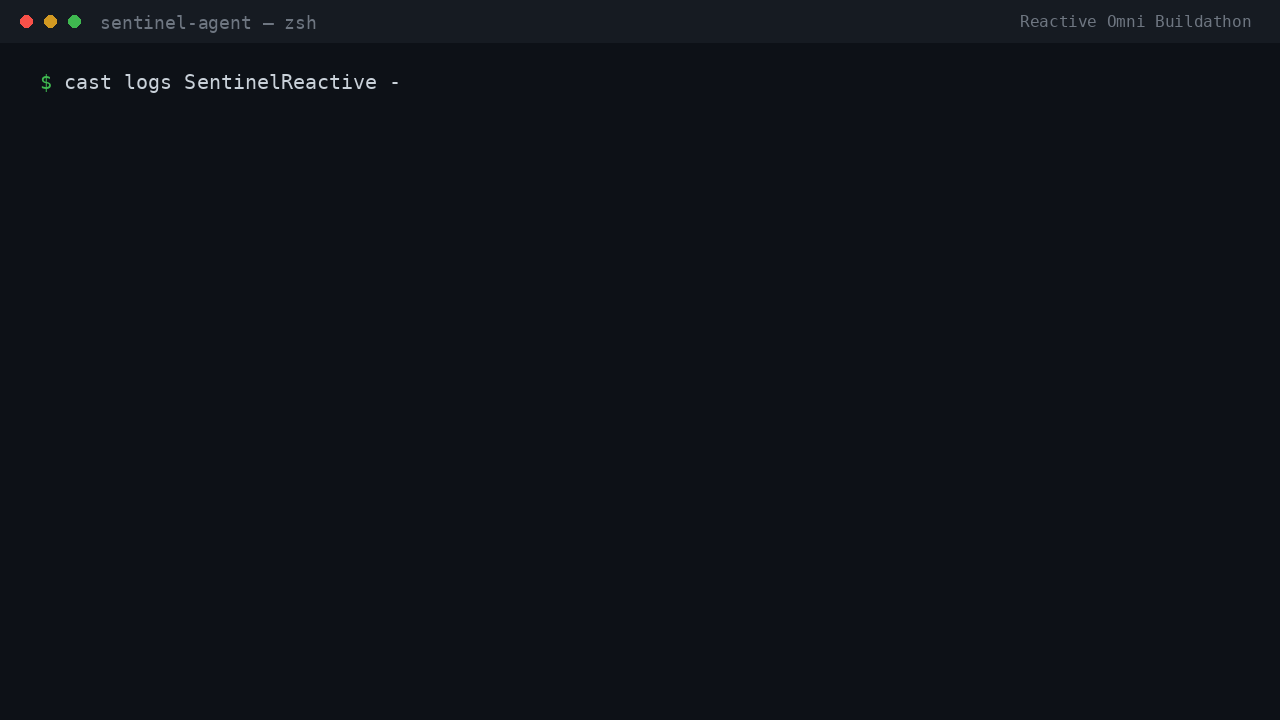 sentinel-agent — zsh
Reactive Omni Buildathon
$ cast logs SentinelReactive -